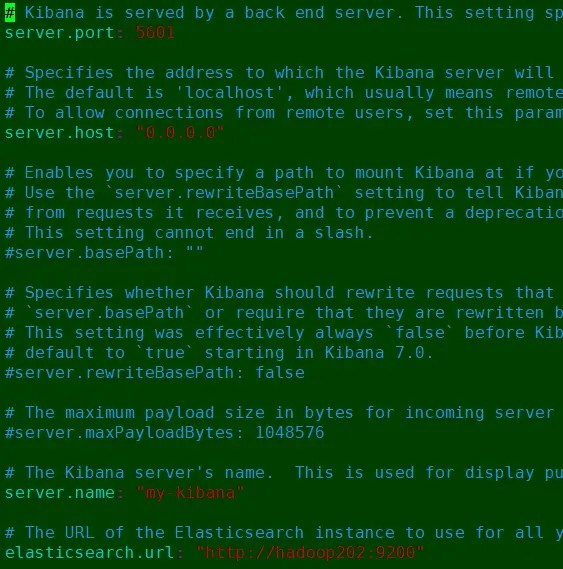 # Kibana is served by a back end server. This setting sp
server.port: 5601
# Specifies the address to which the Kibana server will
# The default is 'localhost', which usually means remote
# To allow connections from remote users, set this param
server.host: "0.0.0.0"
# Enables you to specify a path to mount Kibana at if yo
# Use the `server.rewriteBasePath` setting to tell Kiban
# from requests it receives, and to prevent a deprecatio
# This setting cannot end in a slash.
#server.basePath: ""
# Specifies whether Kibana should rewrite requests that
# `server.basePath` or require that they are rewritten b
# This setting was effectively always `false` before Kib
# default to `true` starting in Kibana 7.0.
#server.rewriteBasePath: false
# The maximum payload size in bytes for incoming server
#server.maxPayloadBytes: 1048576
# The Kibana server's name.  This is used for display pu
server.name: "my-kibana"
# The URL of the Elasticsearch instance to use for all y
elasticsearch.url: "http://hadoop202:9200"